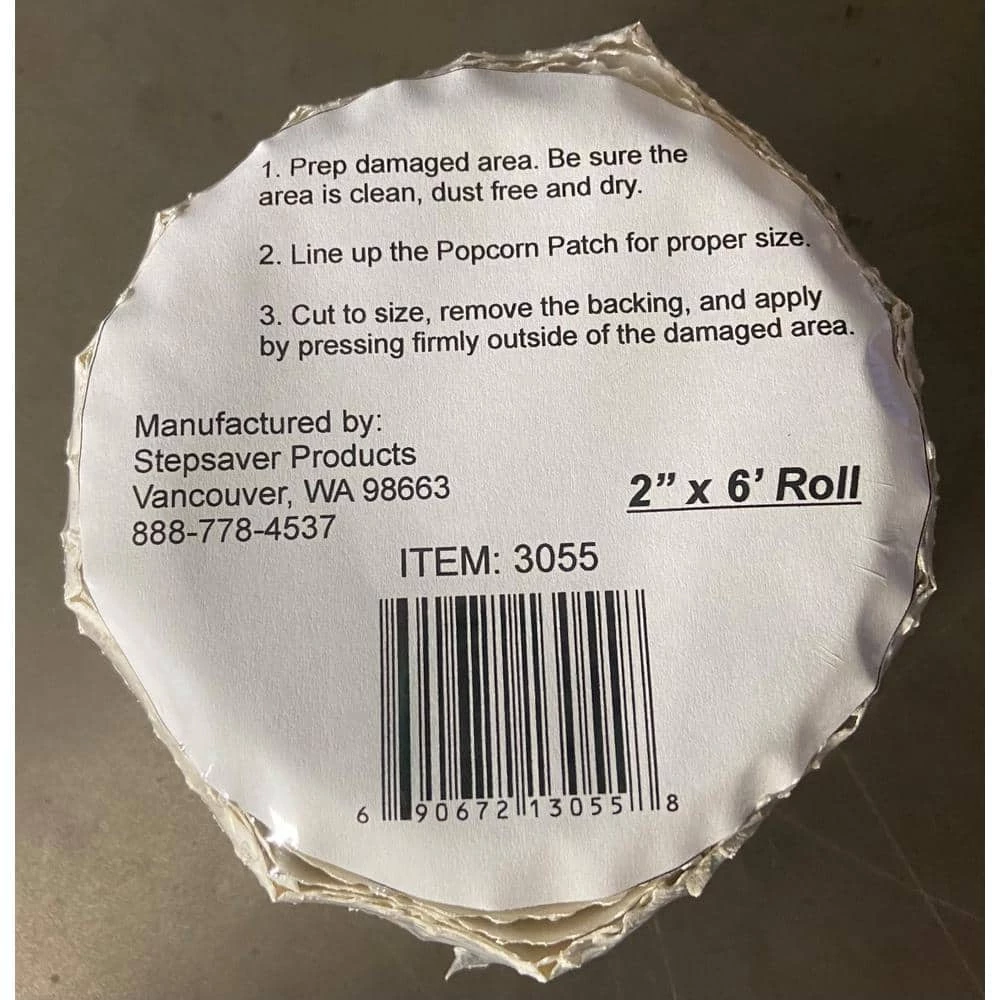 1. Prep damaged area. Be sure the
area is clean, dust free and dry.
2. Line up the Popcorn Patch for proper size.
3. Cut to size, remove the backing, and apply
by pressing firmly outside of the damaged area.
Manufactured by:
Stepsaver Products
Vancouver, WA 98663
888-778-4537
2” x 6’ Roll
ITEM: 3055
6 90672 13055 8